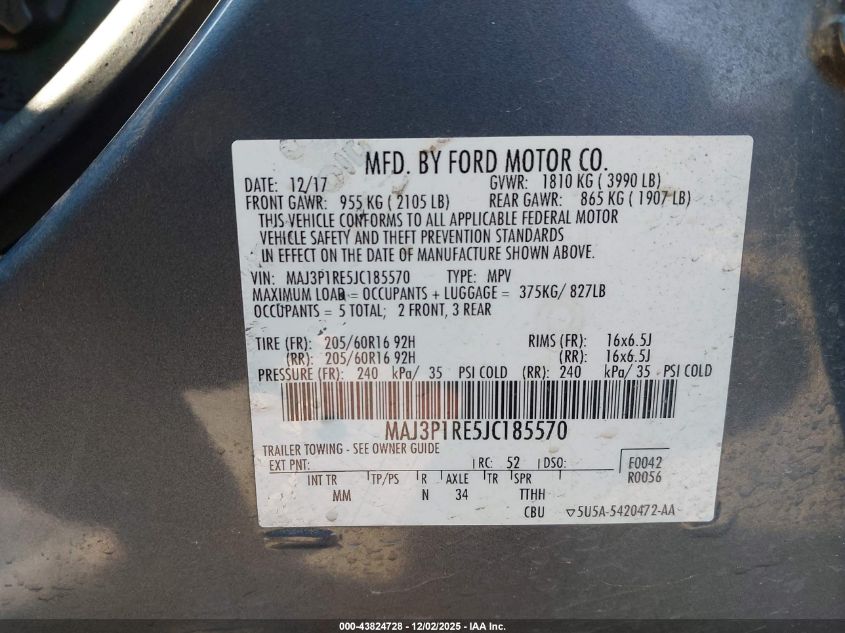 MFD. BY FORD MOTOR CO.
DATE: 12/17 GVWR: 1810 KG ( 3990 LB)
FRONT GAWR: 955 KG ( 2105 LB) REAR GAWR: 865 KG ( 1907 LB)
THIS VEHICLE CONFORMS TO ALL APPLICABLE FEDERAL MOTOR
VEHICLE SAFETY AND THEFT PREVENTION STANDARDS
IN EFFECT ON THE DATE OF MANUFACTURE SHOWN ABOVE.
VIN: MAJ3P1RE5JC185570 TYPE: MPV
MAXIMUM LOAD = OCCUPANTS + LUGGAGE = 375KG/ 827LB
OCCUPANTS = 5 TOTAL; 2 FRONT, 3 REAR
TIRE (FR): 205/60R16 92H RIMS (FR): 16x6.5J
(RR): 205/60R16 92H (RR): 16x6.5J
PRESSURE (FR): 240 kPa/ 35 PSI COLD (RR): 240 kPa/ 35 PSI COLD
MAJ3P1RE5JC185570
TRAILER TOWING - SEE OWNER GUIDE
EXT PNT: RC: 52 DSO: F0042
INT TR TP/PS R AXLE TR SPR R0056
MM N 34 TTHH
CBU ▽5U5A-5420472-AA
000-43824728 - 12/02/2025 - IAA Inc.